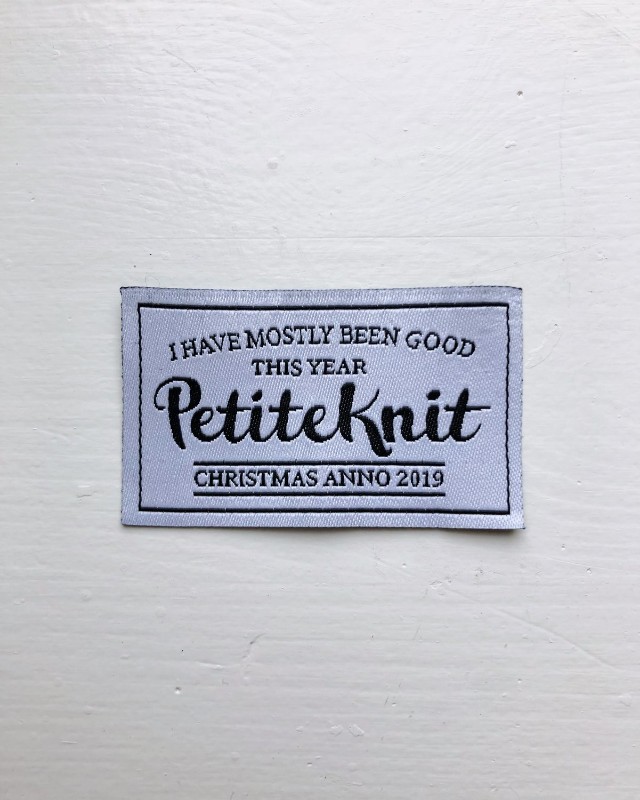 I HAVE MOSTLY BEEN GOOD
THIS YEAR
PetiteKnit
CHRISTMAS ANNO 2019